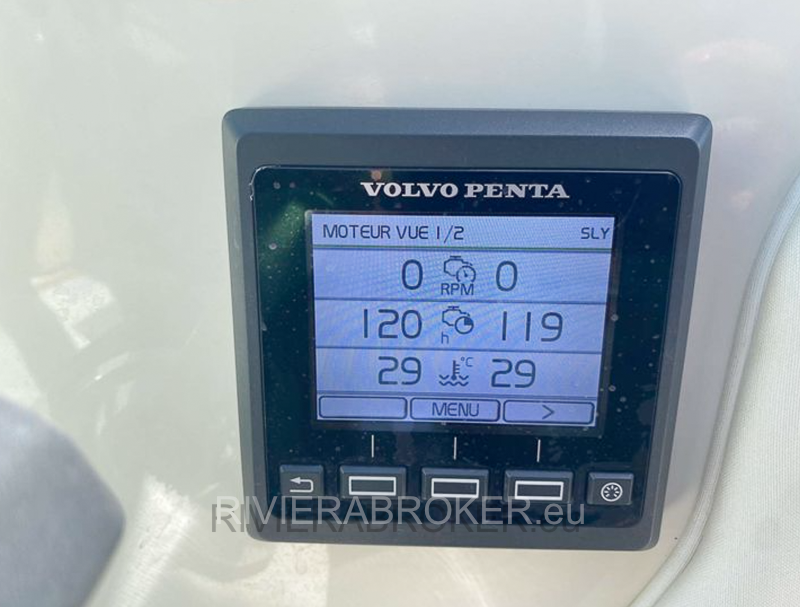 VOLVO PENTA
MOTEUR VUE 1/2 SLY
0 RPM 0
120 h 119
29 °C 29
MENU >
RIVIERABROKER.eu